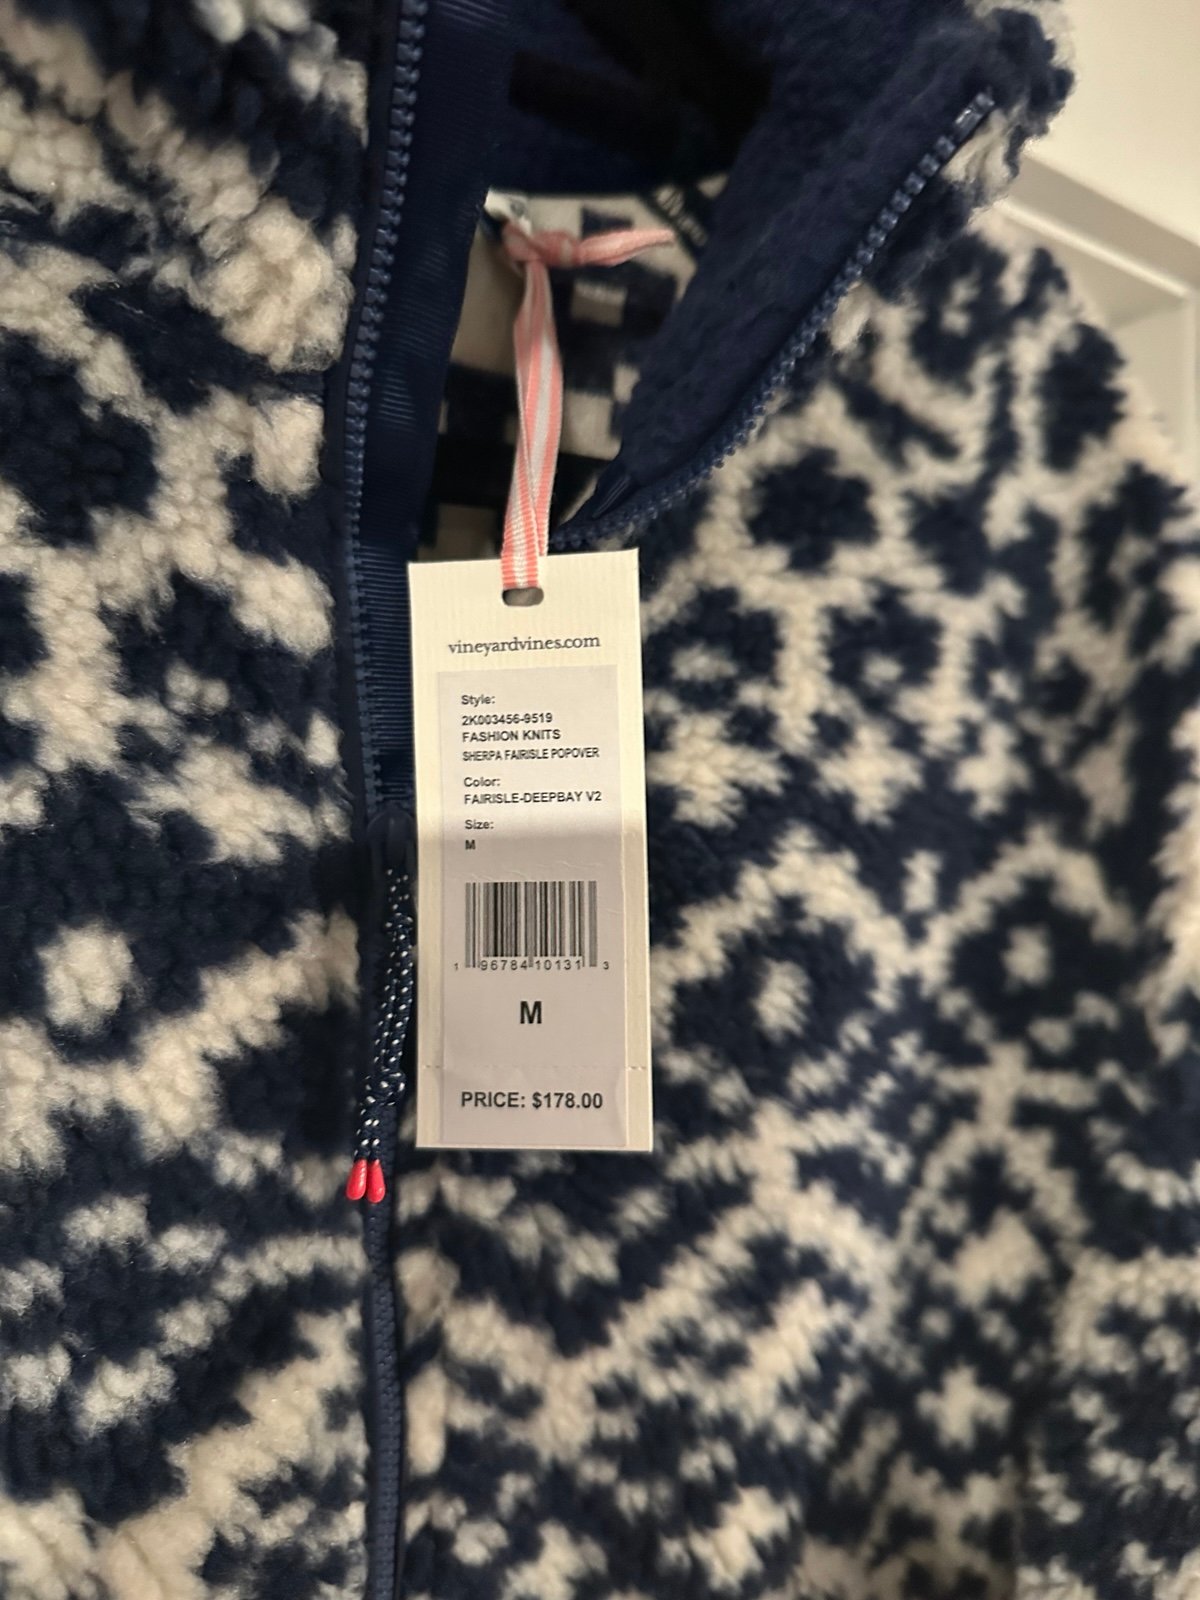 vineyardvines.com
Style:
2K003456-9519
FASHION KNITS
SHERPA FAIRISLE POPOVER
Color:
FAIRISLE-DEEPBAY V2
Size:
M
1 96784 10131 3
M
PRICE: $178.00